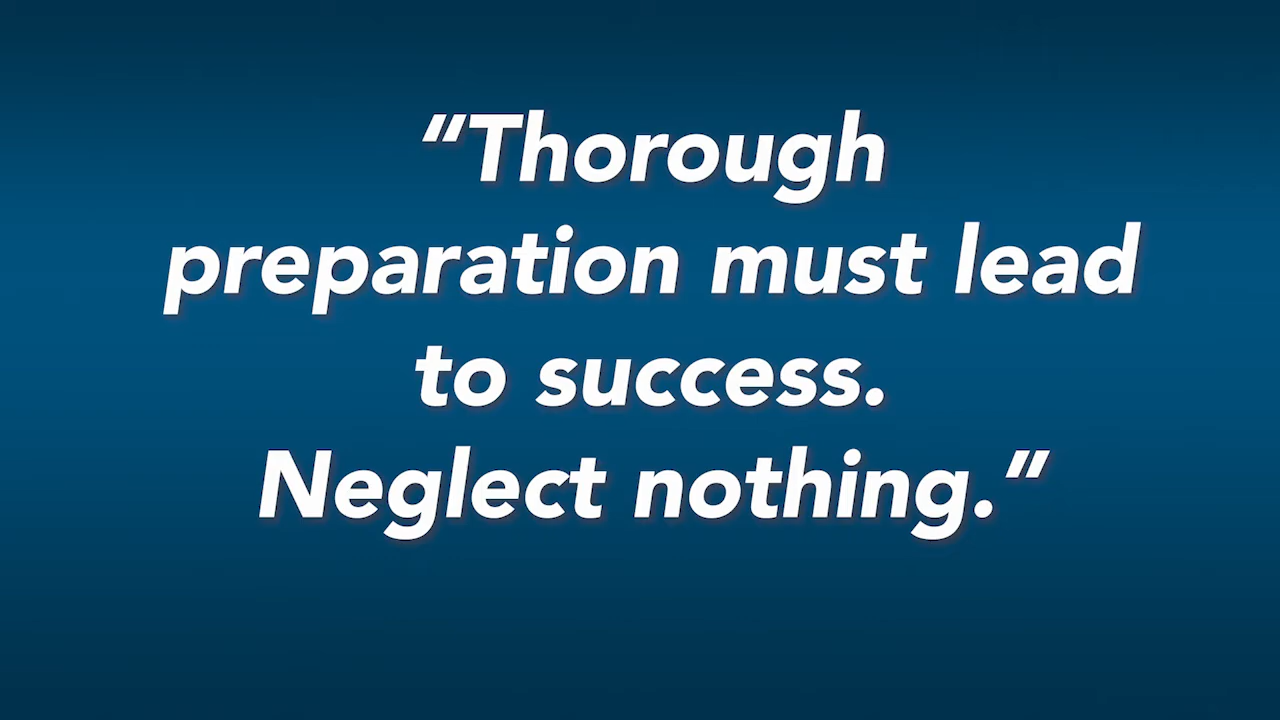 “Thorough
preparation must lead
to success.
Neglect nothing.”